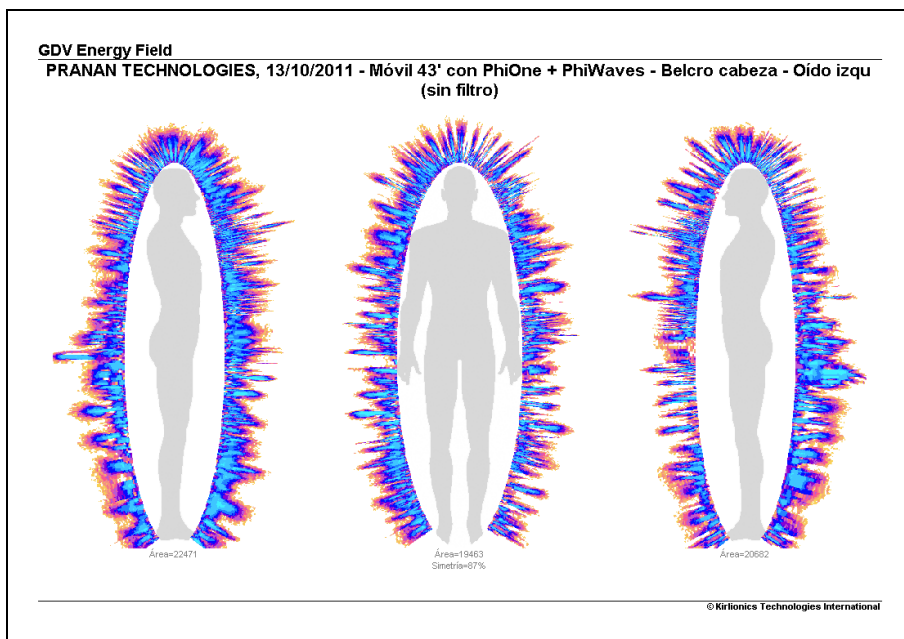 GDV Energy Field
PRANAN TECHNOLOGIES, 13/10/2011 - Móvil 43' con PhiOne + PhiWaves - Belcro cabeza - Oído izqu
(sin filtro)
Área=22471
Área=19463
Simetría=87%
Área=20682
© Kirlionics Technologies International